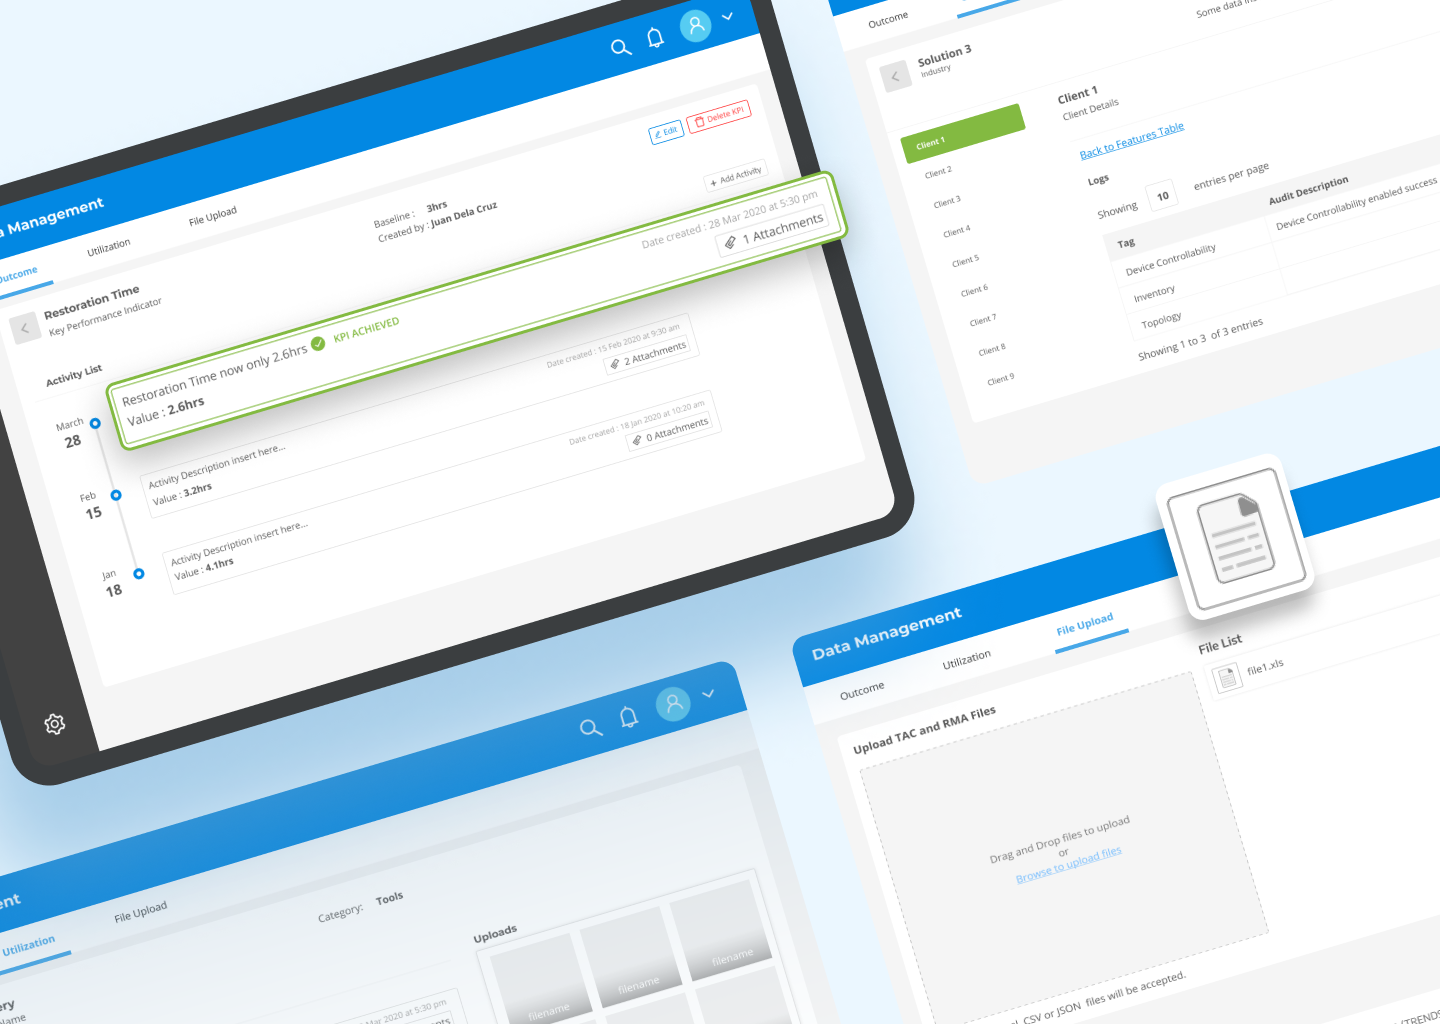 Management
Outcome
Utilization
File Upload
Edit
Delete KPI
Restoration Time
Key Performance Indicator
Baseline : 3hrs
Created by : Juan Dela Cruz
+ Add Activity
Activity List
March
28
Restoration Time now only 2.6hrs
KPI ACHIEVED
Value : 2.6hrs
Date created : 28 Mar 2020 at 5:30 pm
1 Attachments
Feb
15
Activity Description insert here...
Value : 3.2hrs
Date created : 15 Feb 2020 at 9:30 am
2 Attachments
Jan
18
Activity Description insert here...
Value : 4.1hrs
Date created : 18 Jan 2020 at 10:20 am
0 Attachments
Outcome
Some data
Solution 3
Industry
Client 1
Client 2
Client 3
Client 4
Client 5
Client 6
Client 7
Client 8
Client 9
Client 1
Client Details
Back to Features Table
Logs
Showing 10 entries per page
Tag
Audit Description
Device Controllability
Device Controllability enabled success
Inventory
Topology
Showing 1 to 3 of 3 entries
Utilization
File Upload
Category: Tools
Uploads
filename
filename
filename
Name
Mar 2020 at 5:30 pm
Data Management
Outcome
Utilization
File Upload
Upload TAC and RMA Files
Drag and Drop files to upload
or
Browse to upload files
CSV or JSON files will be accepted.
File List
file1.xls